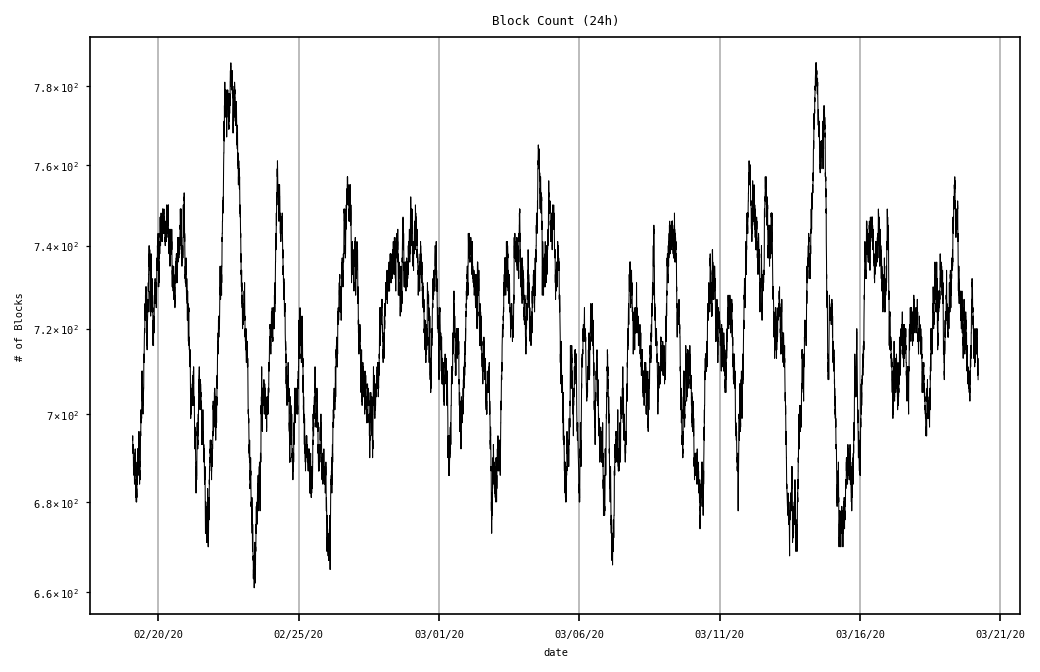 Block Count (24h)
7.8×10²
7.6×10²
7.4×10²
7.2×10²
7×10²
6.8×10²
6.6×10²
# of Blocks
02/20/20 02/25/20 03/01/20 03/06/20 03/11/20 03/16/20 03/21/20
date